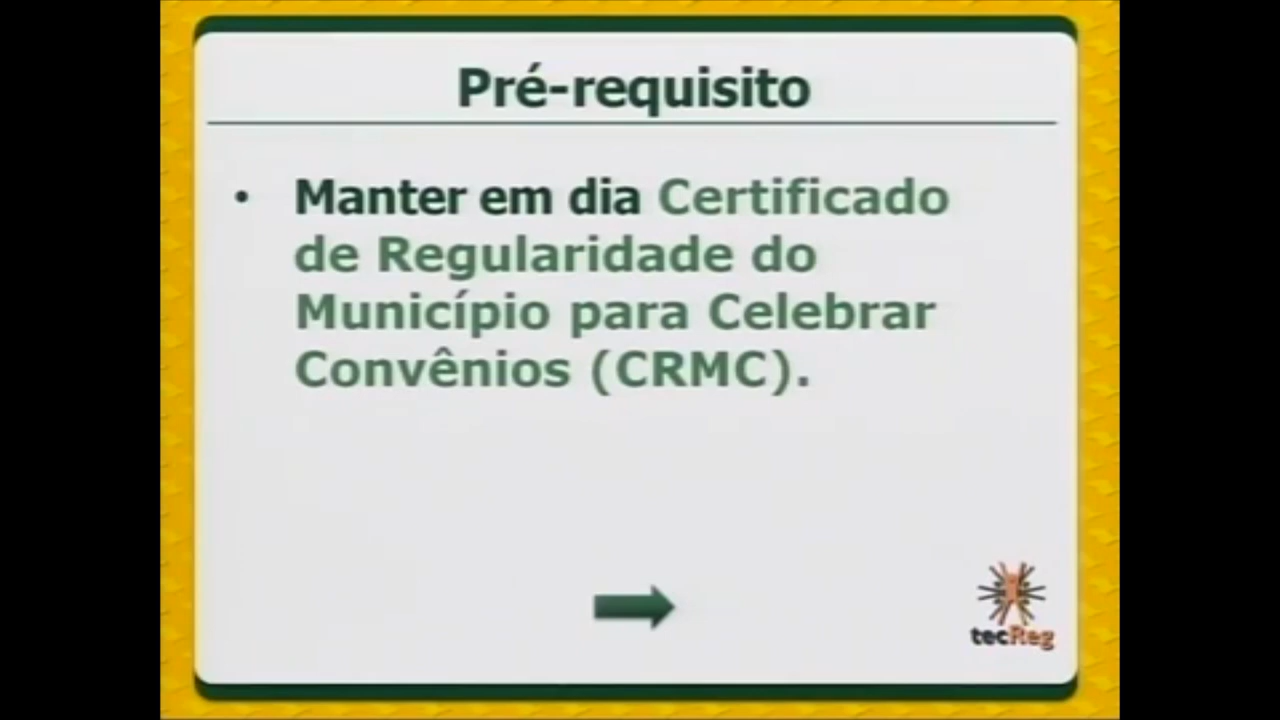 Pré-requisito
• Manter em dia Certificado
de Regularidade do
Município para Celebrar
Convênios (CRMC).
tecReg